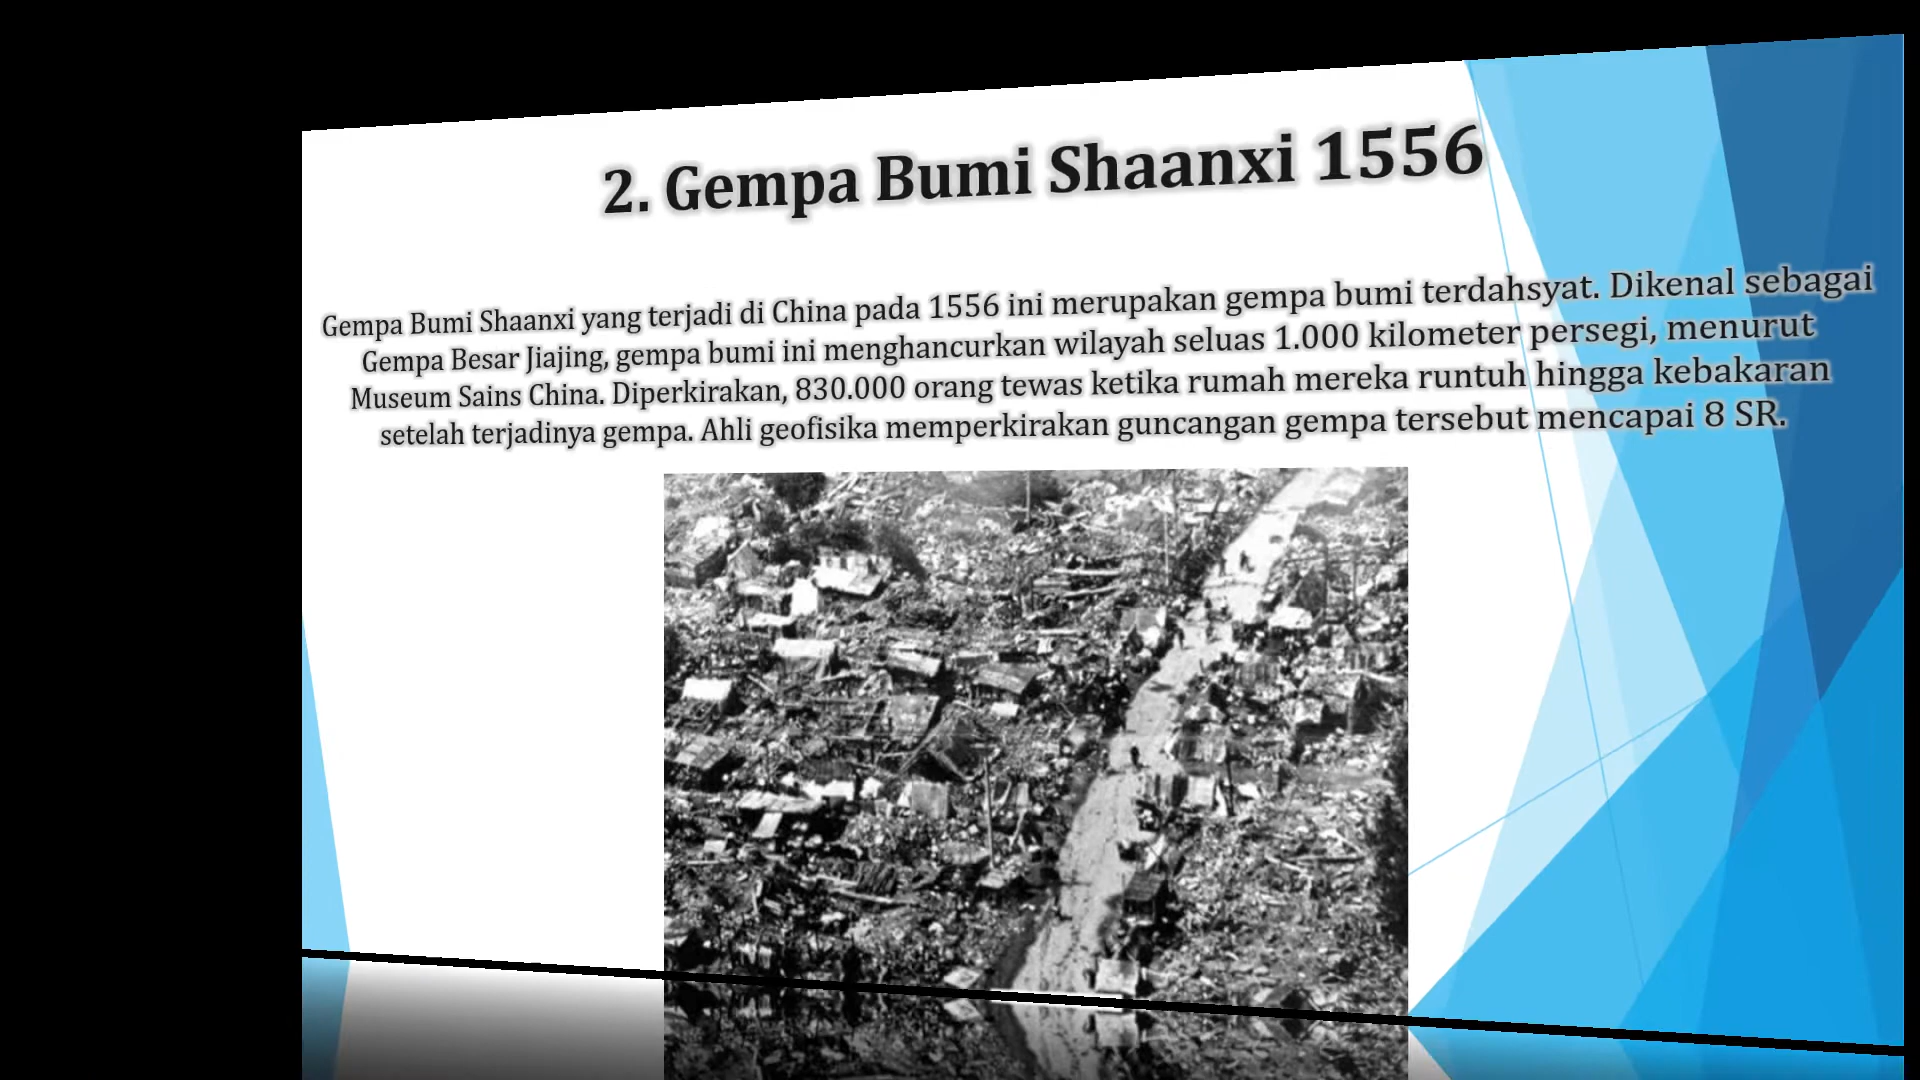 2. Gempa Bumi Shaanxi 1556
Gempa Bumi Shaanxi yang terjadi di China pada 1556 ini merupakan gempa bumi terdahsyat. Dikenal sebagai
Gempa Besar Jiajing, gempa bumi ini menghancurkan wilayah seluas 1.000 kilometer persegi, menurut
Museum Sains China. Diperkirakan, 830.000 orang tewas ketika rumah mereka runtuh hingga kebakaran
setelah terjadinya gempa. Ahli geofisika memperkirakan guncangan gempa tersebut mencapai 8 SR.